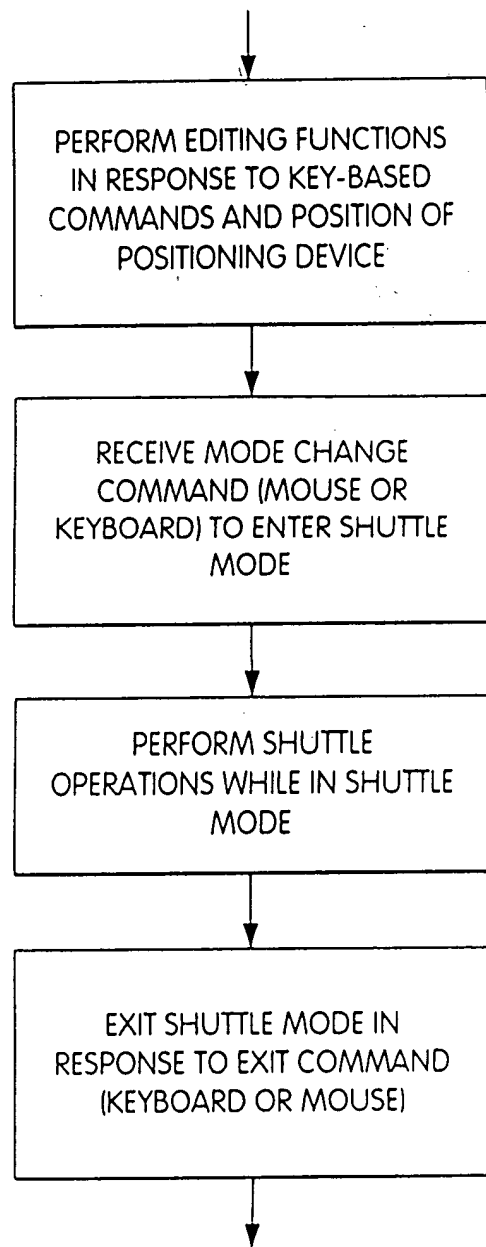 PERFORM EDITING FUNCTIONS
IN RESPONSE TO KEY-BASED
COMMANDS AND POSITION OF
POSITIONING DEVICE
RECEIVE MODE CHANGE
COMMAND (MOUSE OR
KEYBOARD) TO ENTER SHUTTLE
MODE
PERFORM SHUTTLE
OPERATIONS WHILE IN SHUTTLE
MODE
EXIT SHUTTLE MODE IN
RESPONSE TO EXIT COMMAND
(KEYBOARD OR MOUSE)